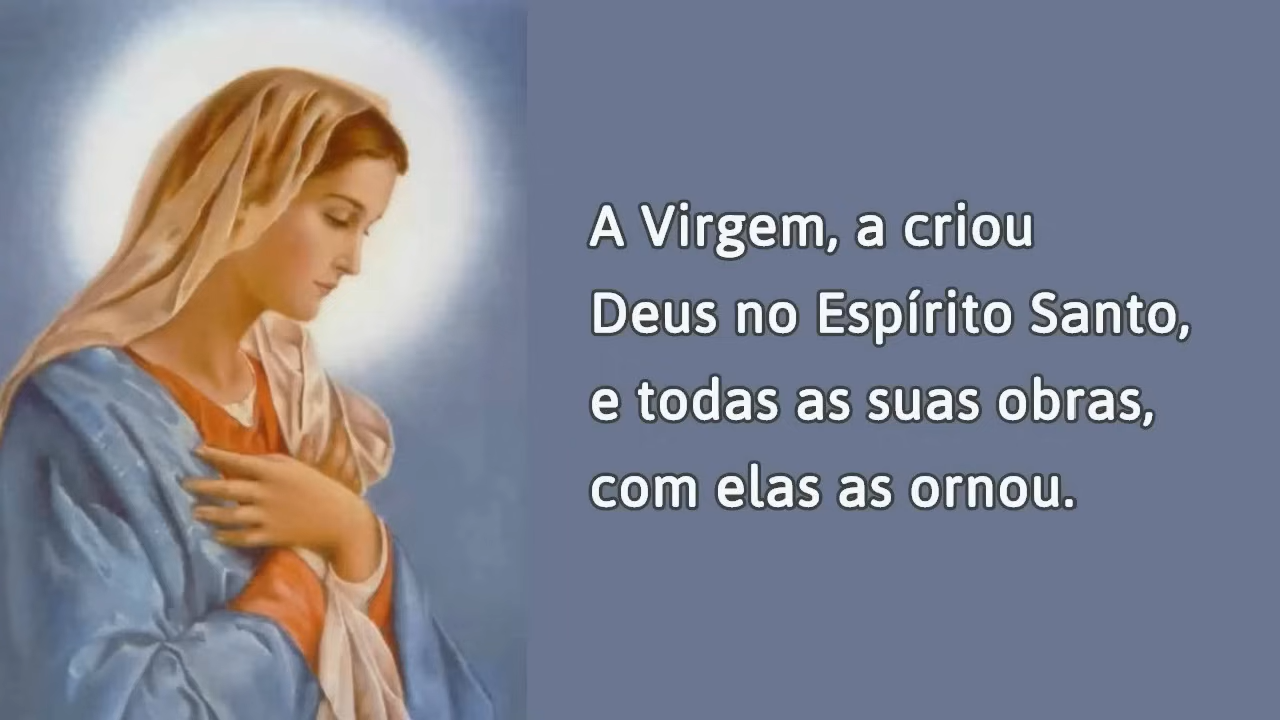 A Virgem, a criou
Deus no Espírito Santo,
e todas as suas obras,
com elas as ornou.